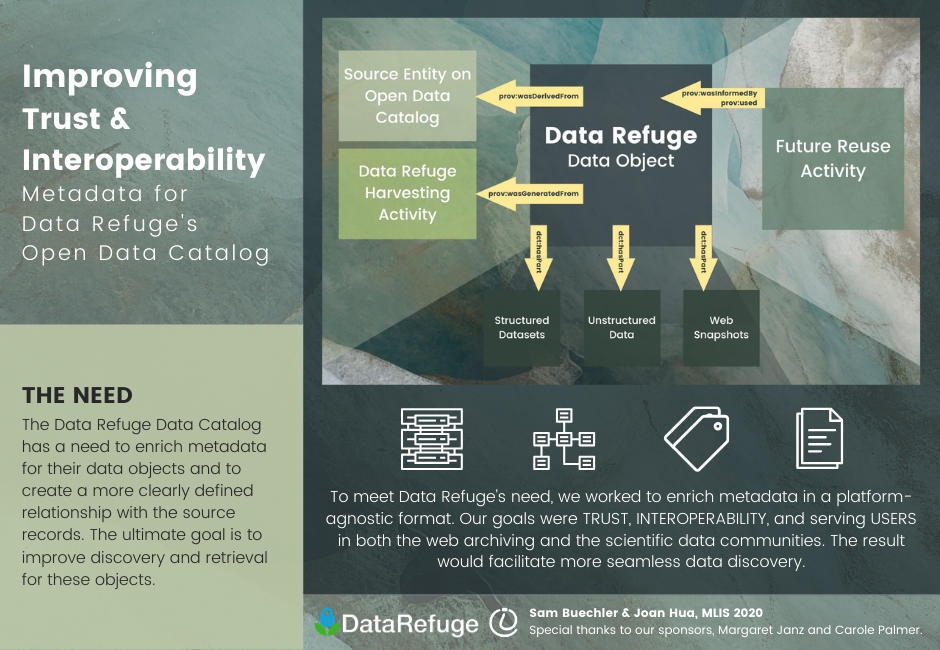 Improving
Trust &
Interoperability
Metadata for
Data Refuge's
Open Data Catalog
THE NEED
The Data Refuge Data Catalog
has a need to enrich metadata
for their data objects and to
create a more clearly defined
relationship with the source
records. The ultimate goal is to
improve discovery and retrieval
for these objects.
Source Entity on
Open Data
Catalog
prov:wasDerivedFrom
Data Refuge
Harvesting
Activity
prov:wasGeneratedFrom
Data Refuge
Data Object
prov:wasInformedBy
prov:used
Future Reuse
Activity
dct:hasPart
dct:hasPart
dct:hasPart
Structured
Datasets
Unstructured
Data
Web
Snapshots
To meet Data Refuge's need, we worked to enrich metadata in a platform-
agnostic format. Our goals were TRUST, INTEROPERABILITY, and serving USERS
in both the web archiving and the scientific data communities. The result
would facilitate more seamless data discovery.
DataRefuge
Sam Buechler & Joan Hua, MLIS 2020
Special thanks to our sponsors, Margaret Janz and Carole Palmer.